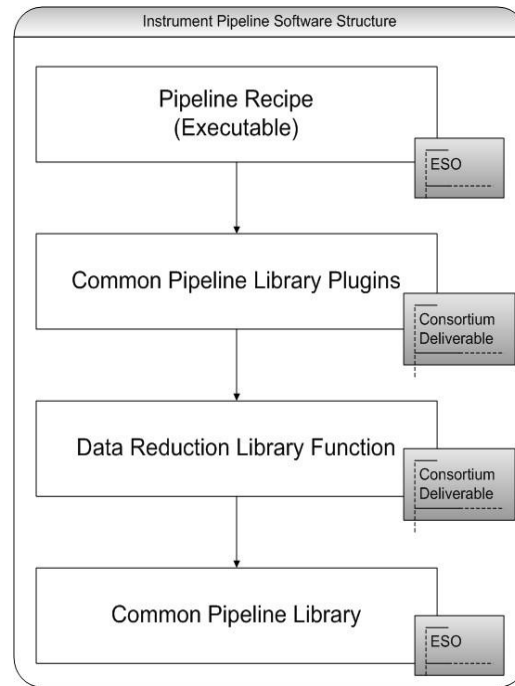 Instrument Pipeline Software Structure
Pipeline Recipe
(Executable)
ESO
Common Pipeline Library Plugins
Consortium
Deliverable
Data Reduction Library Function
Consortium
Deliverable
Common Pipeline Library
ESO